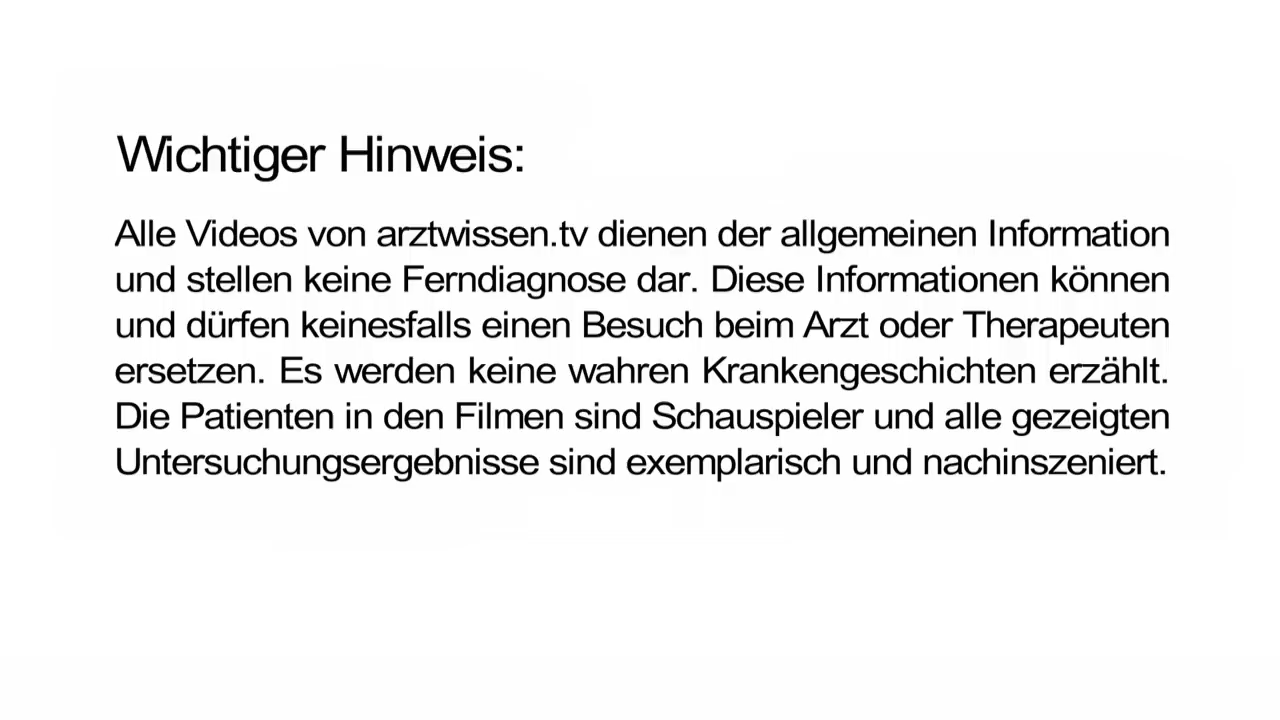 Wichtiger Hinweis:
Alle Videos von arztwissen.tv dienen der allgemeinen Information
und stellen keine Ferndiagnose dar. Diese Informationen können
und dürfen keinesfalls einen Besuch beim Arzt oder Therapeuten
ersetzen. Es werden keine wahren Krankengeschichten erzählt.
Die Patienten in den Filmen sind Schauspieler und alle gezeigten
Untersuchungsergebnisse sind exemplarisch und nachinszeniert.